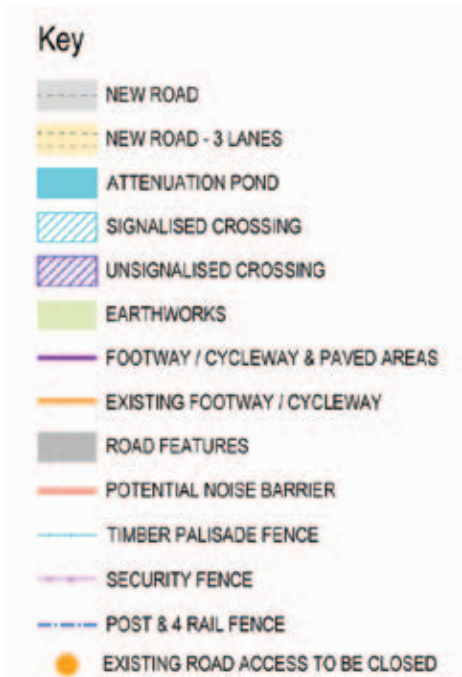 Key
NEW ROAD
NEW ROAD - 3 LANES
ATTENUATION POND
SIGNALISED CROSSING
UNSIGNALISED CROSSING
EARTHWORKS
FOOTWAY / CYCLEWAY & PAVED AREAS
EXISTING FOOTWAY / CYCLEWAY
ROAD FEATURES
POTENTIAL NOISE BARRIER
TIMBER PALISADE FENCE
SECURITY FENCE
POST & 4 RAIL FENCE
EXISTING ROAD ACCESS TO BE CLOSED